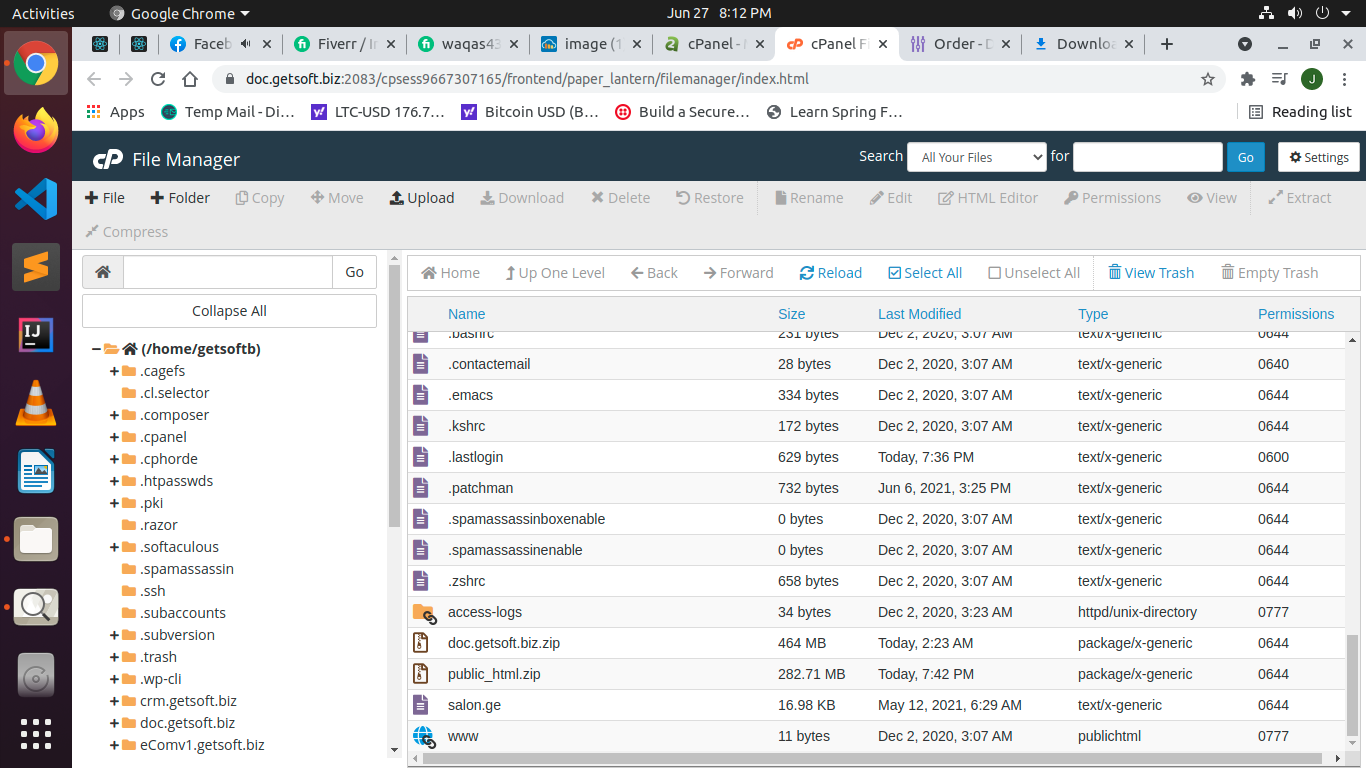 Activities Google Chrome Jun 27 8:12 PM
Faceb Fiverr / In waqas43 image (1 cPanel - M cPanel F Order - D Downloa
doc.getsoft.biz:2083/cpsess9667307165/frontend/paper_lantern/filemanager/index.html J
Apps Temp Mail - Di... LTC-USD 176.7... Bitcoin USD (B... Build a Secure... Learn Spring F... Reading list
cP File Manager Search All Your Files for Go Settings
File Folder Copy Move Upload Download Delete Restore Rename Edit HTML Editor Permissions View Extract
Compress
Go
Collapse All
(/home/getsoftb)
.cagefs
.cl.selector
.composer
.cpanel
.cphorde
.htpasswds
.pki
.razor
.softaculous
.spamassassin
.ssh
.subaccounts
.subversion
.trash
.wp-cli
crm.getsoft.biz
doc.getsoft.biz
eComv1.getsoft.biz
Home Up One Level Back Forward Reload Select All Unselect All View Trash Empty Trash
Name Size Last Modified Type Permissions
.bashrc 231 bytes Dec 2, 2020, 3:07 AM text/x-generic 0644
.contactemail 28 bytes Dec 2, 2020, 3:07 AM text/x-generic 0640
.emacs 334 bytes Dec 2, 2020, 3:07 AM text/x-generic 0644
.kshrc 172 bytes Dec 2, 2020, 3:07 AM text/x-generic 0644
.lastlogin 629 bytes Today, 7:36 PM text/x-generic 0600
.patchman 732 bytes Jun 6, 2021, 3:25 PM text/x-generic 0644
.spamassassinboxenable 0 bytes Dec 2, 2020, 3:07 AM text/x-generic 0644
.spamassassinenable 0 bytes Dec 2, 2020, 3:07 AM text/x-generic 0644
.zshrc 658 bytes Dec 2, 2020, 3:07 AM text/x-generic 0644
access-logs 34 bytes Dec 2, 2020, 3:23 AM httpd/unix-directory 0777
doc.getsoft.biz.zip 464 MB Today, 2:23 AM package/x-generic 0644
public_html.zip 282.71 MB Today, 7:42 PM package/x-generic 0644
salon.ge 16.98 KB May 12, 2021, 6:29 AM text/x-generic 0644
www 11 bytes Dec 2, 2020, 3:07 AM publichtml 0777
IJ